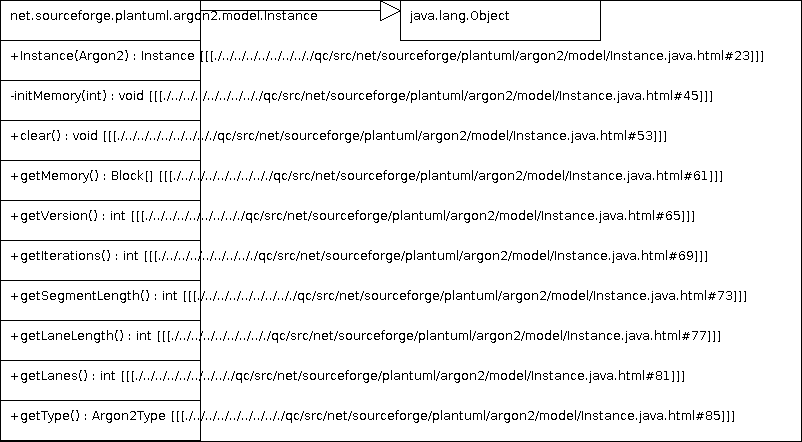 net.sourceforge.plantuml.argon2.model.Instance
java.lang.Object
+Instance(Argon2) : Instance [[[./../../../../../../../../qc/src/net/sourceforge/plantuml/argon2/model/Instance.java.html#23]]]
-initMemory(int) : void [[[./../../../../../../../../qc/src/net/sourceforge/plantuml/argon2/model/Instance.java.html#45]]]
+clear() : void [[[./../../../../../../../../qc/src/net/sourceforge/plantuml/argon2/model/Instance.java.html#53]]]
+getMemory() : Block[] [[[./../../../../../../../../qc/src/net/sourceforge/plantuml/argon2/model/Instance.java.html#61]]]
+getVersion() : int [[[./../../../../../../../../qc/src/net/sourceforge/plantuml/argon2/model/Instance.java.html#65]]]
+getIterations() : int [[[./../../../../../../../../qc/src/net/sourceforge/plantuml/argon2/model/Instance.java.html#69]]]
+getSegmentLength() : int [[[./../../../../../../../../qc/src/net/sourceforge/plantuml/argon2/model/Instance.java.html#73]]]
+getLaneLength() : int [[[./../../../../../../../../qc/src/net/sourceforge/plantuml/argon2/model/Instance.java.html#77]]]
+getLanes() : int [[[./../../../../../../../../qc/src/net/sourceforge/plantuml/argon2/model/Instance.java.html#81]]]
+getType() : Argon2Type [[[./../../../../../../../../qc/src/net/sourceforge/plantuml/argon2/model/Instance.java.html#85]]]